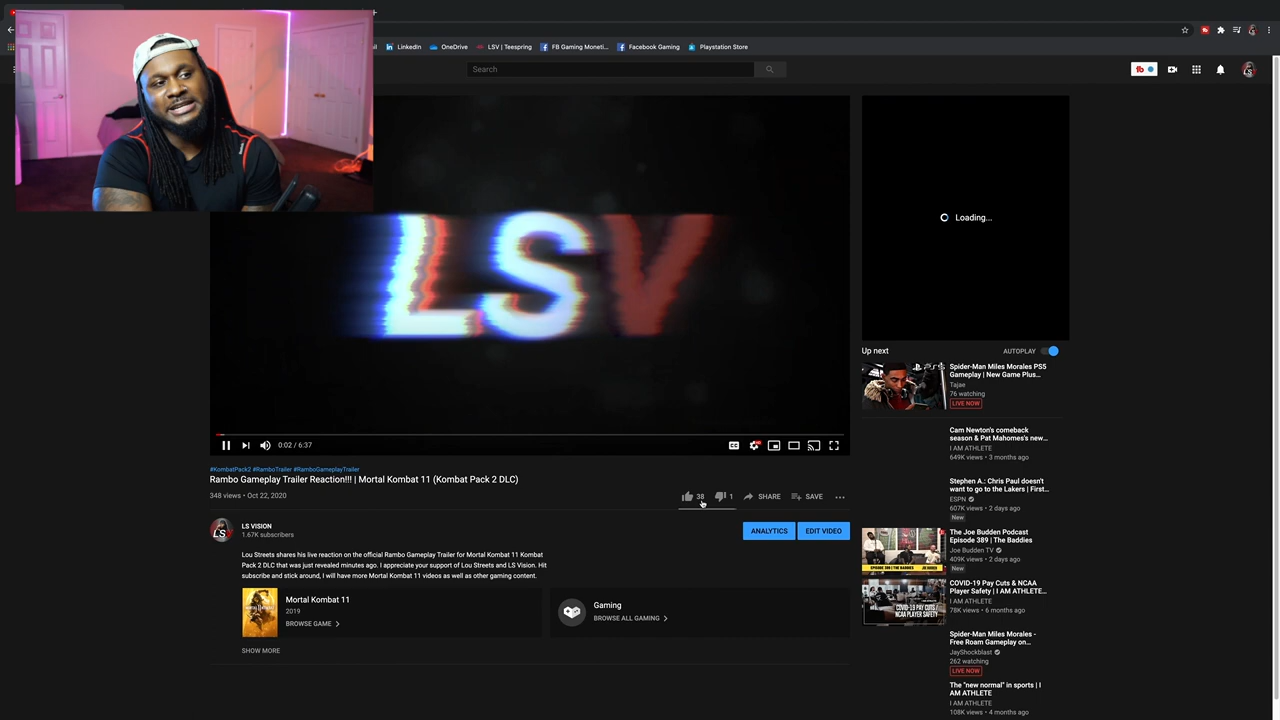 LinkedIn
OneDrive
LSV | Teespring
FB Gaming Moneti...
Facebook Gaming
Playstation Store
Search
LSV
Loading...
0:02 / 6:37
#KombatPack2 #RamboTrailer #RamboGameplayTrailer
Rambo Gameplay Trailer Reaction!!! | Mortal Kombat 11 (Kombat Pack 2 DLC)
348 views • Oct 22, 2020
38
1
SHARE
SAVE
LS VISION
1.67K subscribers
ANALYTICS
EDIT VIDEO
Lou Streets shares his live reaction on the official Rambo Gameplay Trailer for Mortal Kombat 11 Kombat
Pack 2 DLC that was just revealed minutes ago. I appreciate your support of Lou Streets and LS Vision. Hit
subscribe and stick around, I will have more Mortal Kombat 11 videos as well as other gaming content.
Mortal Kombat 11
2019
BROWSE GAME
Gaming
BROWSE ALL GAMING
SHOW MORE
Up next
AUTOPLAY
Spider-Man Miles Morales PS5
Gameplay | New Game Plus...
Tajae
76 watching
LIVE NOW
Cam Newton's comeback
season & Pat Mahomes's new...
I AM ATHLETE
649K views • 3 months ago
Stephen A.: Chris Paul doesn't
want to go to the Lakers | First...
ESPN
607K views • 2 days ago
New
The Joe Budden Podcast
Episode 389 | The Baddies
Joe Budden TV
409K views • 2 days ago
New
COVID-19 Pay Cuts & NCAA
Player Safety | I AM ATHLETE...
I AM ATHLETE
78K views • 6 months ago
Spider-Man Miles Morales -
Free Roam Gameplay on...
JayShockblast
262 watching
LIVE NOW
The "new normal" in sports | I
AM ATHLETE
I AM ATHLETE
108K views • 4 months ago